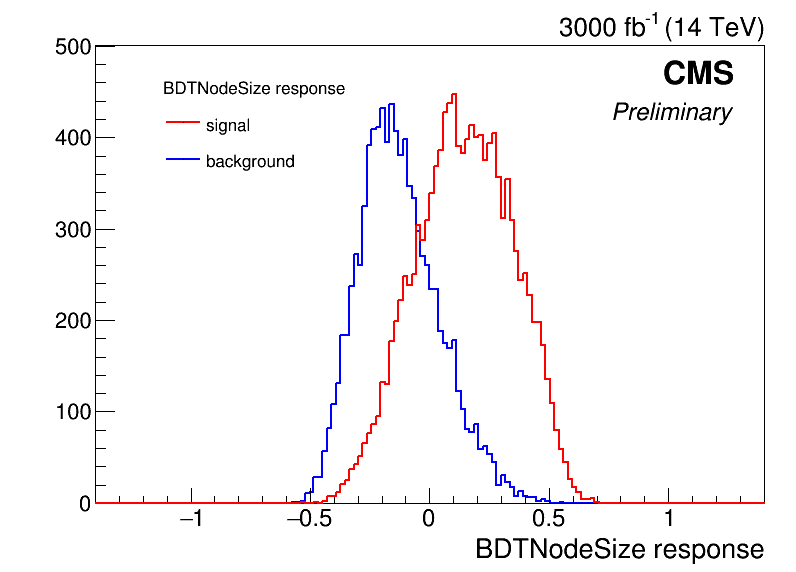 3000 fb-1 (14 TeV)
CMS
Preliminary
BDTNodeSize response
signal
background
500
400
300
200
100
0
−1
−0.5
0
0.5
1
BDTNodeSize response